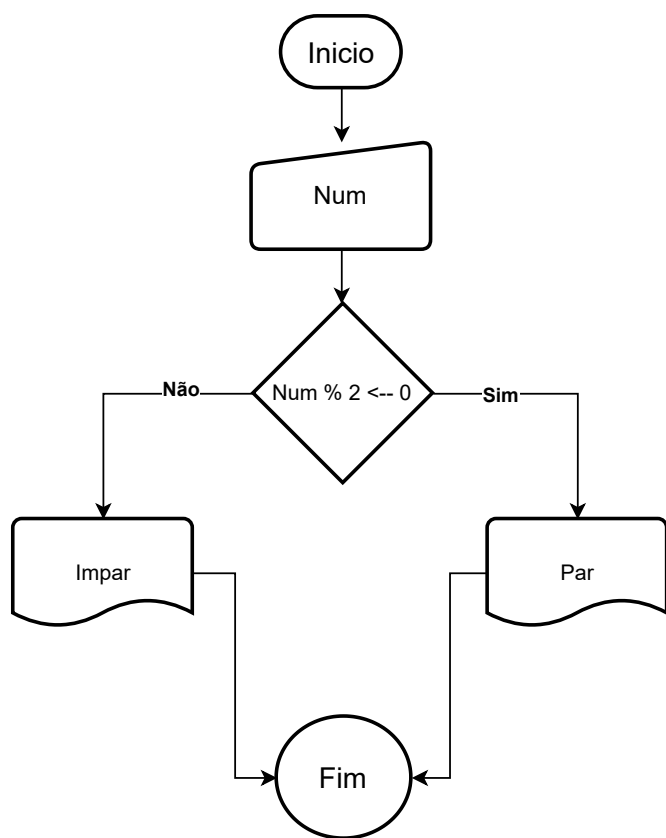 Inicio
Num
Num % 2 <-- 0
Não
Sim
Impar
Par
Fim